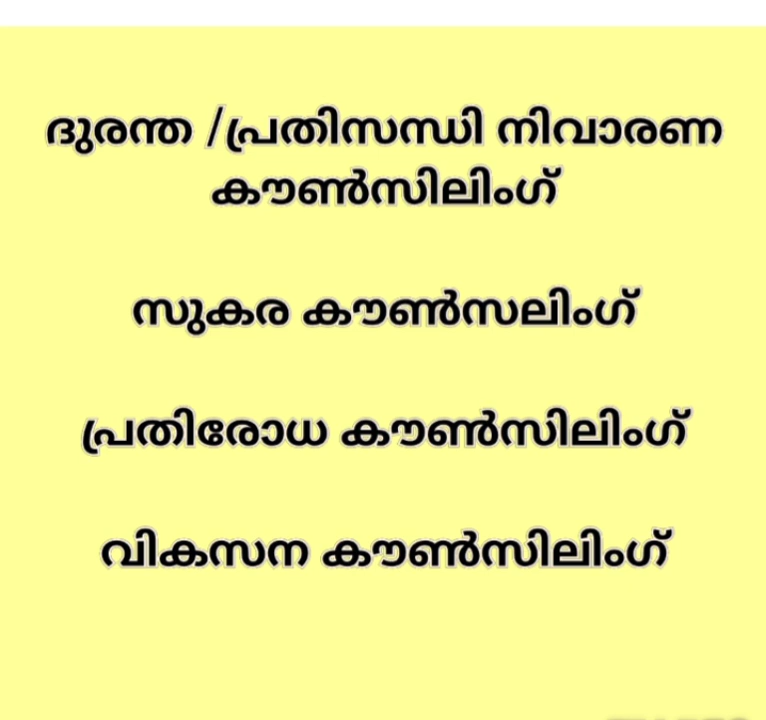 ദുരന്ത /പ്രതിസന്ധി നിവാരണ
കൗൺസിലിംഗ്
സുകര കൗൺസലിംഗ്
പ്രതിരോധ കൗൺസിലിംഗ്
വികസന കൗൺസിലിംഗ്